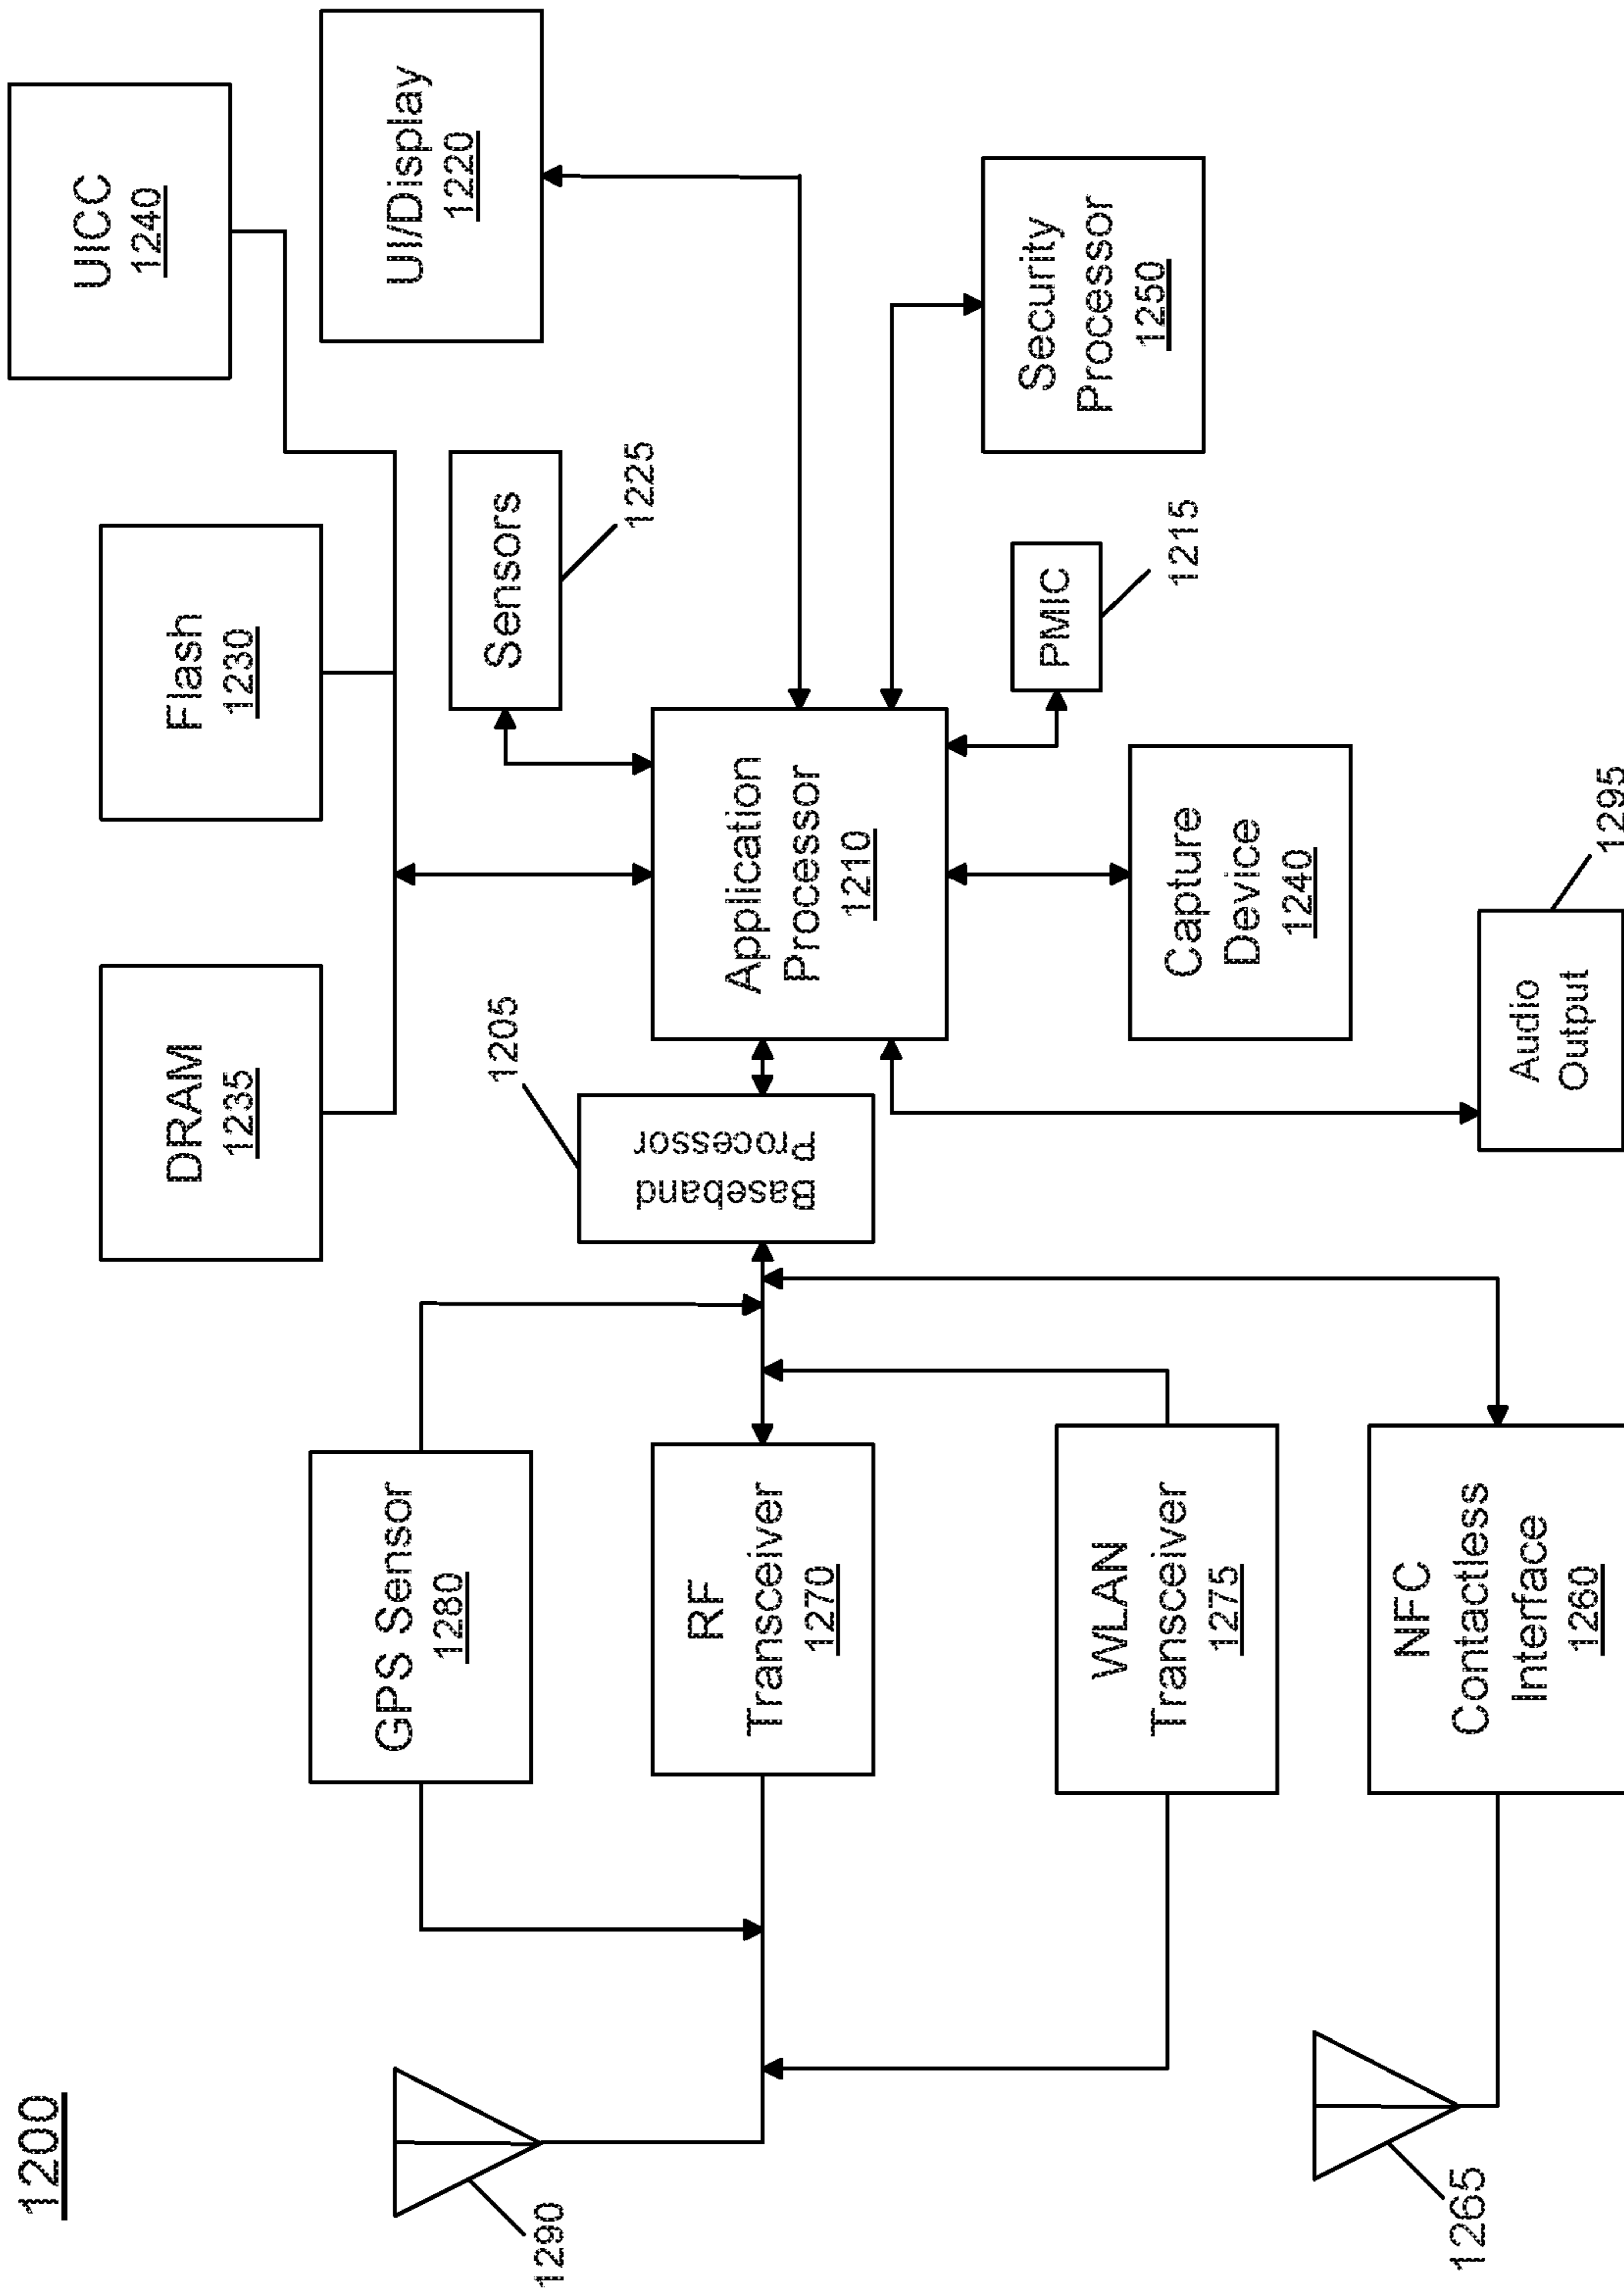 1200
UICC
1240
Flash
1230
DRAM
1235
UI/Display
1220
Sensors
1225
GPS Sensor
1280
1290
1205
Baseband
Processor
Application
Processor
1210
RF
Transceiver
1270
Security
Processor
1250
PMIC
1215
Capture
Device
1240
WLAN
Transceiver
1275
NFC
Contactless
Interface
1260
1265
Audio
Output
1295